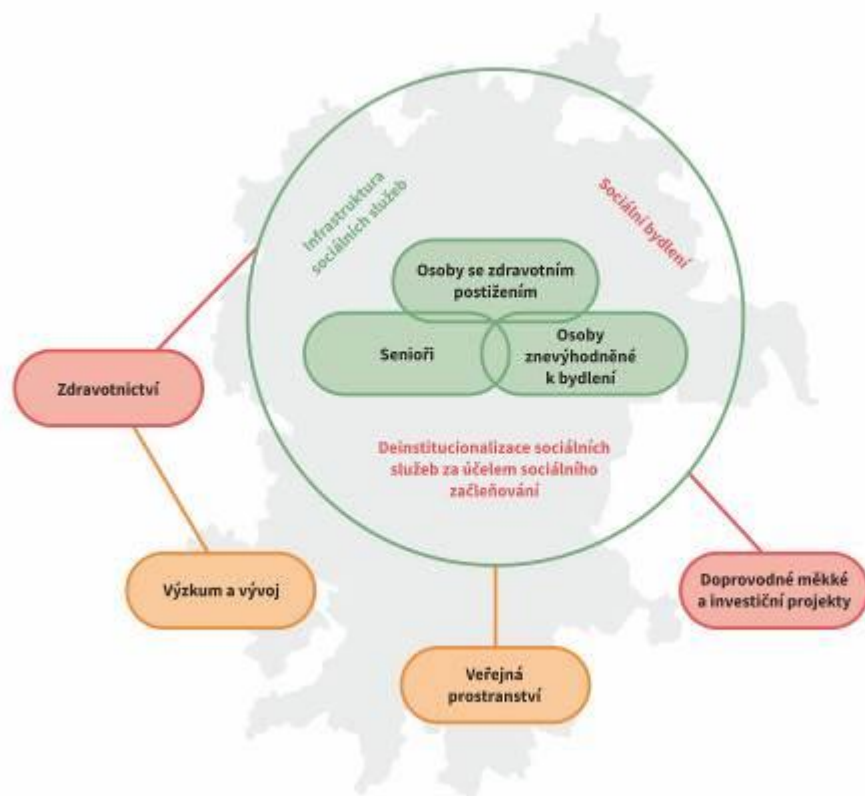 Infrastruktura
sociálních služeb
Sociální bydlení
Osoby se zdravotním
postižením
Senioři
Osoby
znevýhodněné
k bydlení
Zdravotnictví
Deinstitucionalizace sociálních
služeb za účelem sociálního
začleňování
Výzkum a vývoj
Doprovodné měkké
a investiční projekty
Veřejná
prostranství